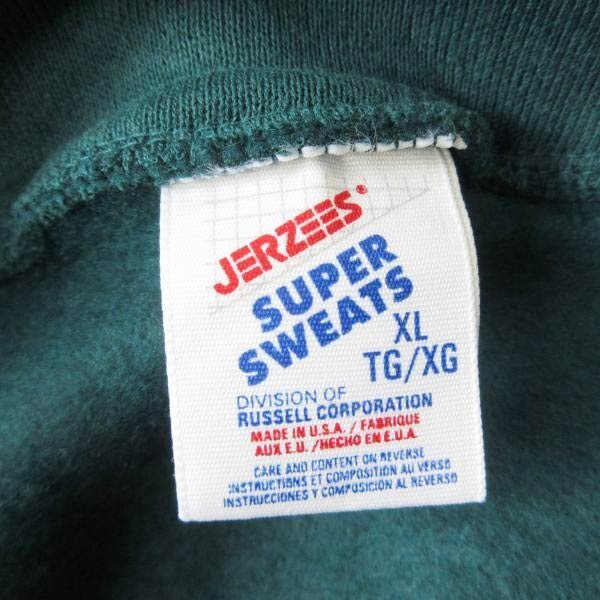 JERZEES®
SUPER
SWEATS
XL
TG/XG
DIVISION OF
RUSSELL CORPORATION
MADE IN U.S.A. / FABRIQUE
AUX E.U. /HECHO EN E.U.A.
CARE AND CONTENT ON REVERSE
INSTRUCTIONS ET COMPOSITION AU VERSO
INSTRUCCIONES Y COMPOSICION AL REVERSO